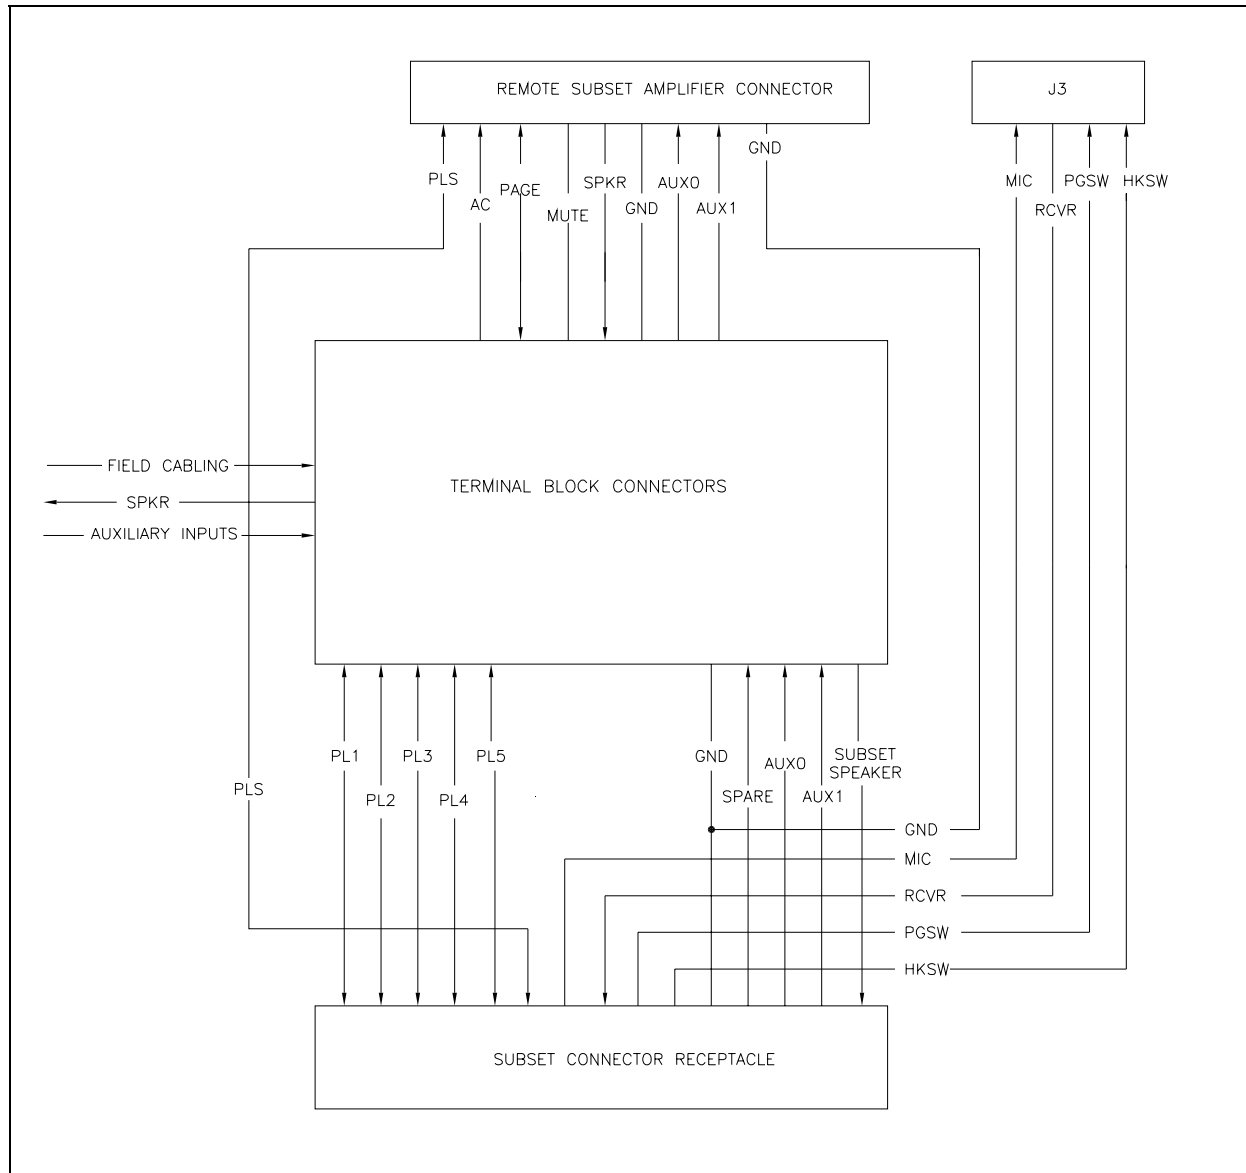 REMOTE SUBSET AMPLIFIER CONNECTOR
J3
PLS
AC
PAGE
MUTE
SPKR
GND
AUX0
AUX1
GND
MIC
RCVR
PGSW
HKSW
FIELD CABLING
SPKR
AUXILIARY INPUTS
TERMINAL BLOCK CONNECTORS
PLS
PL1
PL2
PL3
PL4
PL5
GND
SPARE
AUX0
AUX1
SUBSET
SPEAKER
GND
MIC
RCVR
PGSW
HKSW
SUBSET CONNECTOR RECEPTACLE